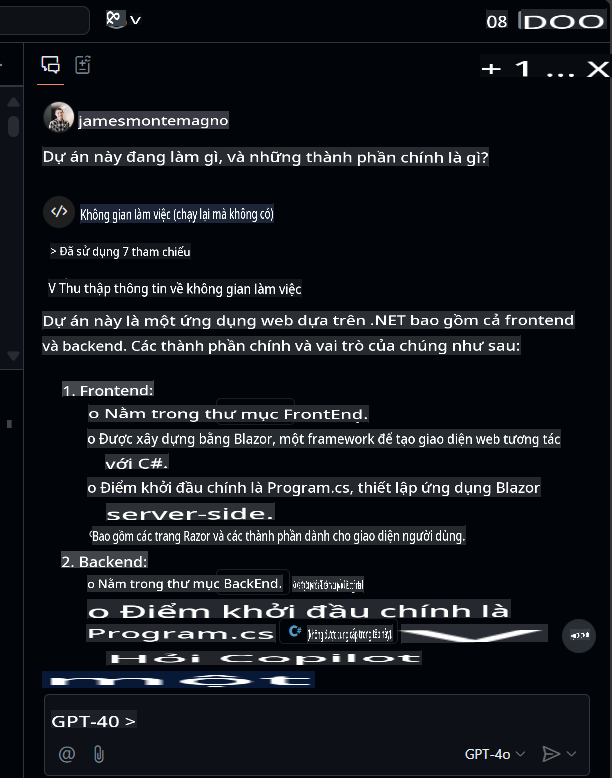 08 DOO
+ 1 ... X
jamesmontemagno
Dự án này đang làm gì, và những thành phần chính là gì?
Không gian làm việc (chạy lại mà không có)
> Đã sử dụng 7 tham chiếu
V Thu thập thông tin về không gian làm việc
Dự án này là một ứng dụng web dựa trên .NET bao gồm cả frontend
và backend. Các thành phần chính và vai trò của chúng như sau:
1. Frontend:
o Nằm trong thư mục FrontEnd.
o Được xây dựng bằng Blazor, một framework để tạo giao diện web tương tác
với C#.
o Điểm khởi đầu chính là Program.cs, thiết lập ứng dụng Blazor
server-side.
Bao gồm các trang Razor và các thành phần dành cho giao diện người dùng.
2. Backend:
o Nằm trong thư mục BackEnd.
o Điểm khởi đầu chính là
Program.cs
Hỏi Copilot
một
GPT-40 >
GPT-4o